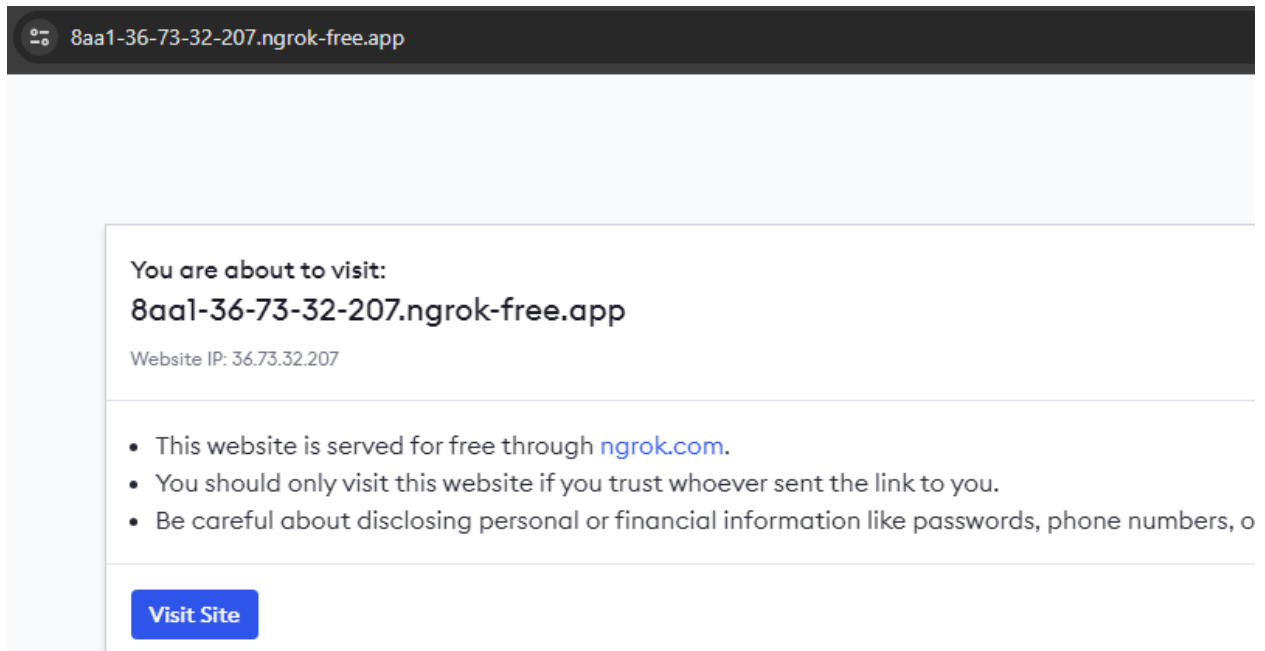 8aa1-36-73-32-207.ngrok-free.app
You are about to visit:
8aa1-36-73-32-207.ngrok-free.app
Website IP: 36.73.32.207
• This website is served for free through ngrok.com.
• You should only visit this website if you trust whoever sent the link to you.
• Be careful about disclosing personal or financial information like passwords, phone numbers, o
Visit Site